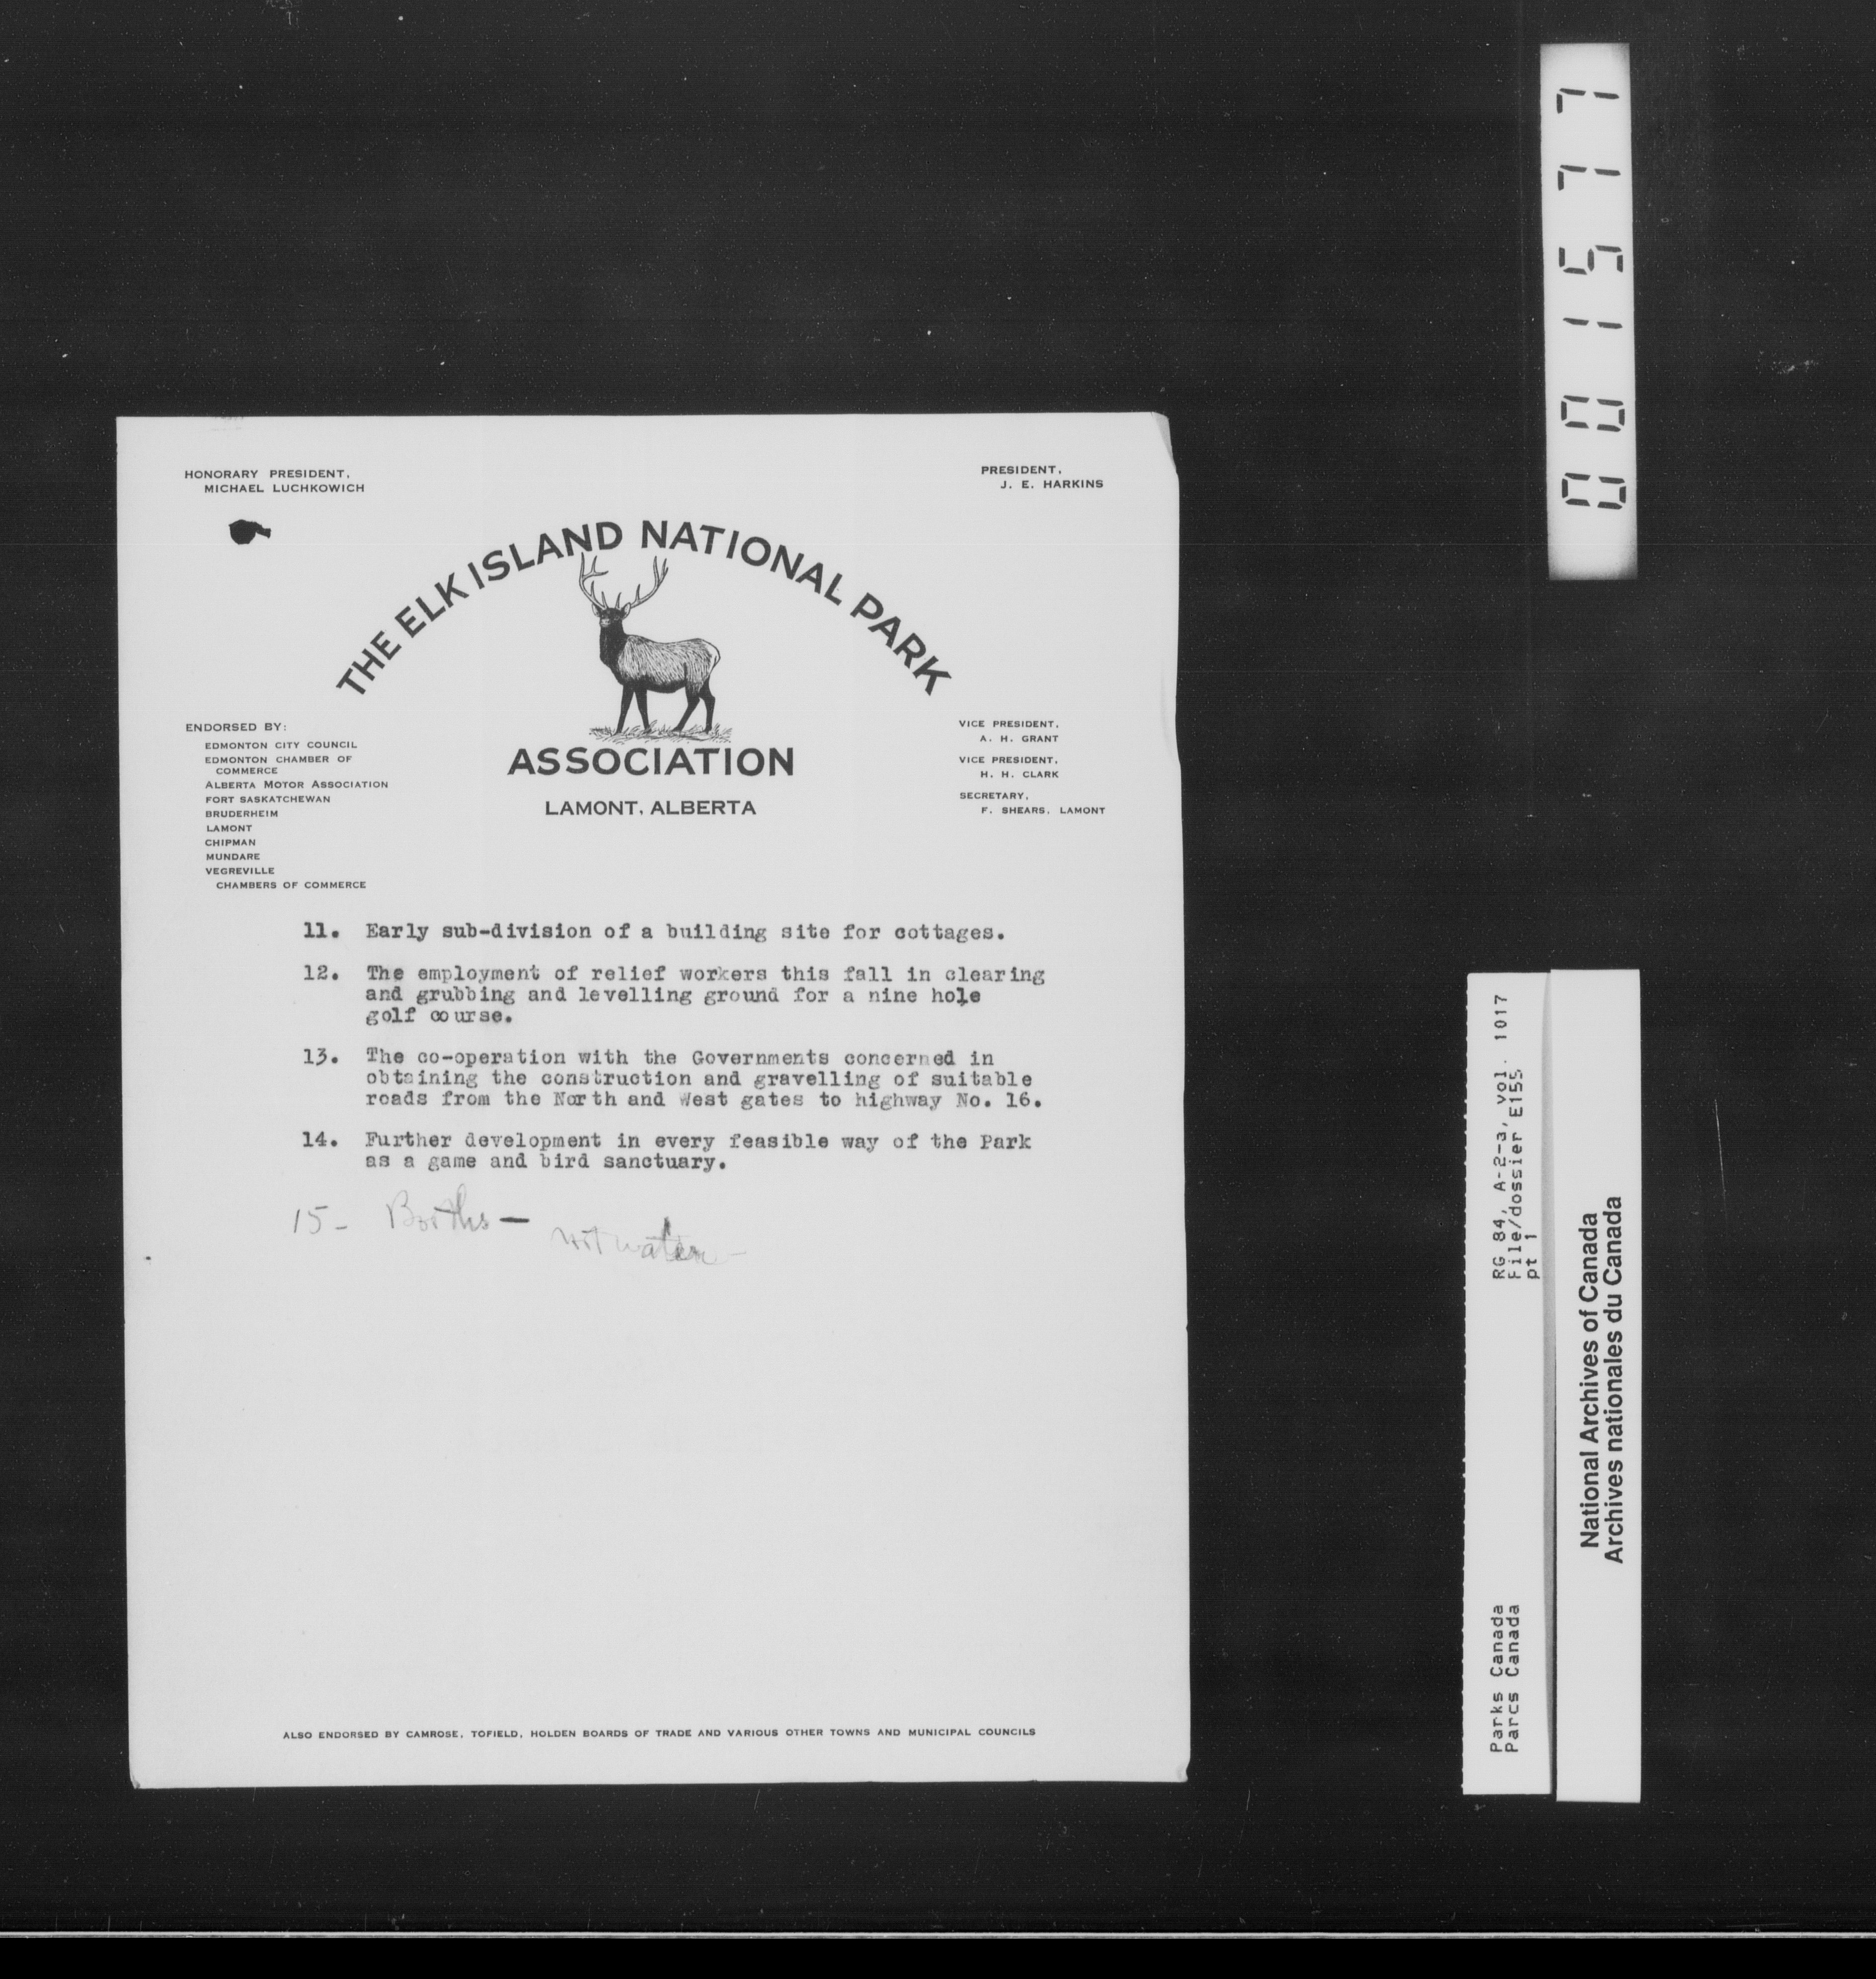 HONORARY PRESIDENT,
MICHAEL LUCHKOWICH
PRESIDENT,
J. E. HARKINS
THE ELK ISLAND NATIONAL PARK
ASSOCIATION
LAMONT, ALBERTA
ENDORSED BY:
EDMONTON CITY COUNCIL
EDMONTON CHAMBER OF
COMMERCE
ALBERTA MOTOR ASSOCIATION
FORT SASKATCHEWAN
BRUDERHEIM
LAMONT
CHIPMAN
MUNDARE
VEGREVILLE
CHAMBERS OF COMMERCE
VICE PRESIDENT,
A. H. GRANT
VICE PRESIDENT,
H. H. CLARK
SECRETARY,
F. SHEARS, LAMONT
11. Early sub-division of a building site for cottages.
12. The employment of relief workers this fall in clearing
and grubbing and levelling ground for a nine hole
golf course.
13. The co-operation with the Governments concerned in
obtaining the construction and gravelling of suitable
roads from the North and West gates to highway No. 16.
14. Further development in every feasible way of the Park
as a game and bird sanctuary.
15-
water
ALSO ENDORSED BY CAMROSE, TOFIELD, HOLDEN BOARDS OF TRADE AND VARIOUS OTHER TOWNS AND MUNICIPAL COUNCILS
001577
Parks Canada
Parcs Canada
RG 84, A-2-a, vol. 1017
File/dossier E155
pt 1
National Archives of Canada
Archives nationales du Canada